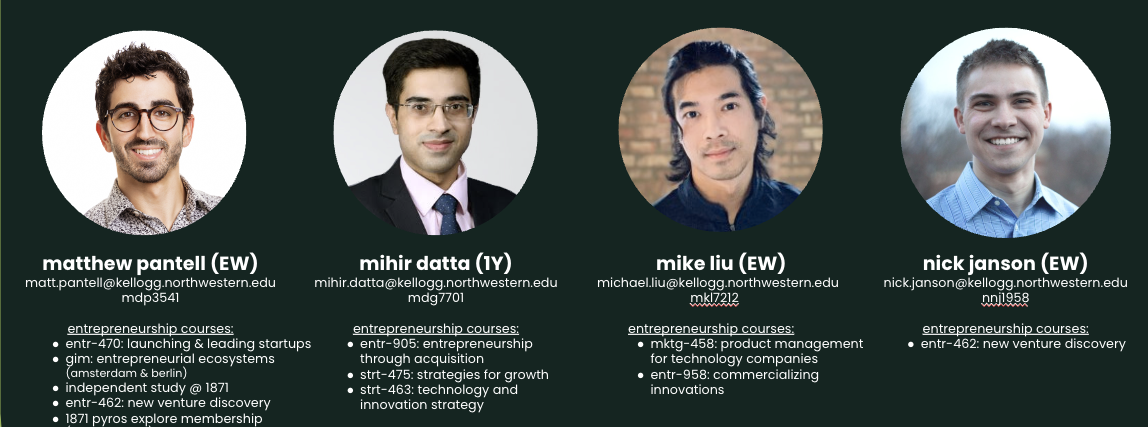 matthew pantell (EW)
matt.pantell@kellogg.northwestern.edu
mdp3541
entrepreneurship courses:
● entr-470: launching & leading startups
● gim: entrepreneurial ecosystems
(amsterdam & berlin)
● independent study @ 1871
● entr-462: new venture discovery
● 1871 pyros explore membership
mihir datta (1Y)
mihir.datta@kellogg.northwestern.edu
mdg7701
entrepreneurship courses:
● entr-905: entrepreneurship
through acquisition
● strt-475: strategies for growth
● strt-463: technology and
innovation strategy
mike liu (EW)
michael.liu@kellogg.northwestern.edu
mkl7212
entrepreneurship courses:
● mktg-458: product management
for technology companies
● entr-958: commercializing
innovations
nick janson (EW)
nick.janson@kellogg.northwestern.edu
nnj1958
entrepreneurship courses:
● entr-462: new venture discovery